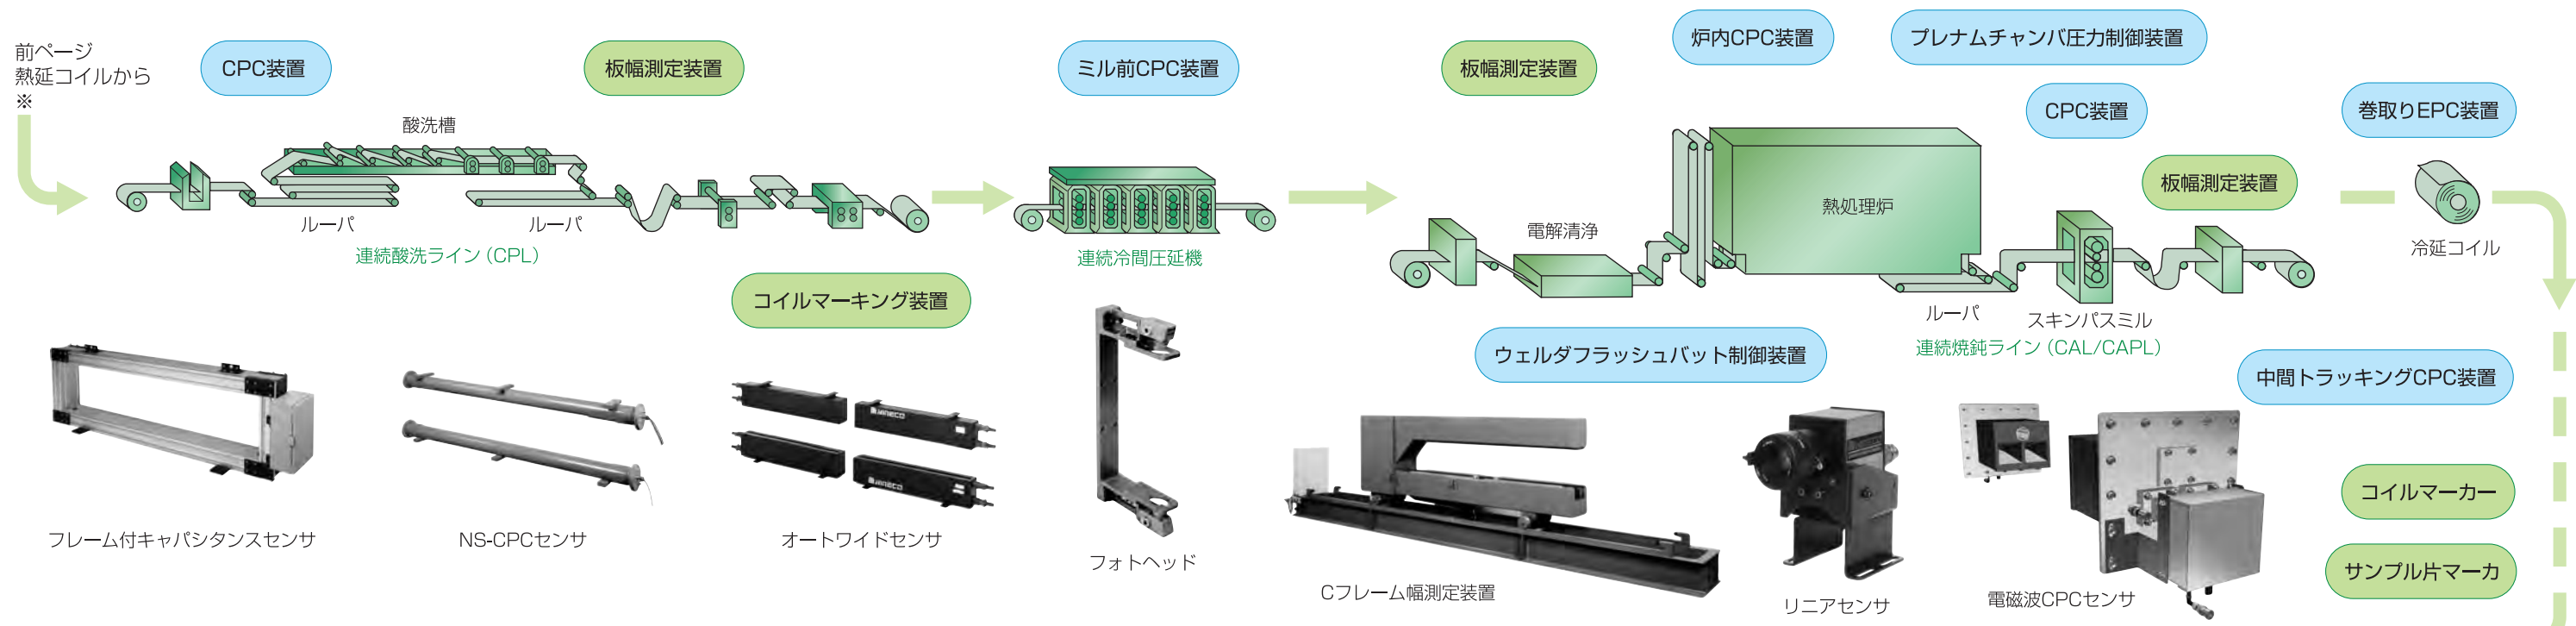 前ページ
熱延コイルから
※
CPC装置
板幅測定装置
ミル前CPC装置
板幅測定装置
炉内CPC装置
プレナムチャンバ圧力制御装置
CPC装置
巻取りEPC装置
板幅測定装置
酸洗槽
ルーパ
ルーパ
連続酸洗ライン(CPL)
連続冷間圧延機
電解清浄
熱処理炉
ルーパ
スキンパスミル
連続焼鈍ライン(CAL/CAPL)
冷延コイル
コイルマーキング装置
ウェルダフラッシュバット制御装置
中間トラッキングCPC装置
コイルマーカー
サンプル片マーカ
NIRECO
NIRECO
フレーム付キャパシタンスセンサ
NS-CPCセンサ
オートワイドセンサ
フォトヘッド
Cフレーム幅測定装置
リニアセンサ
電磁波CPCセンサ